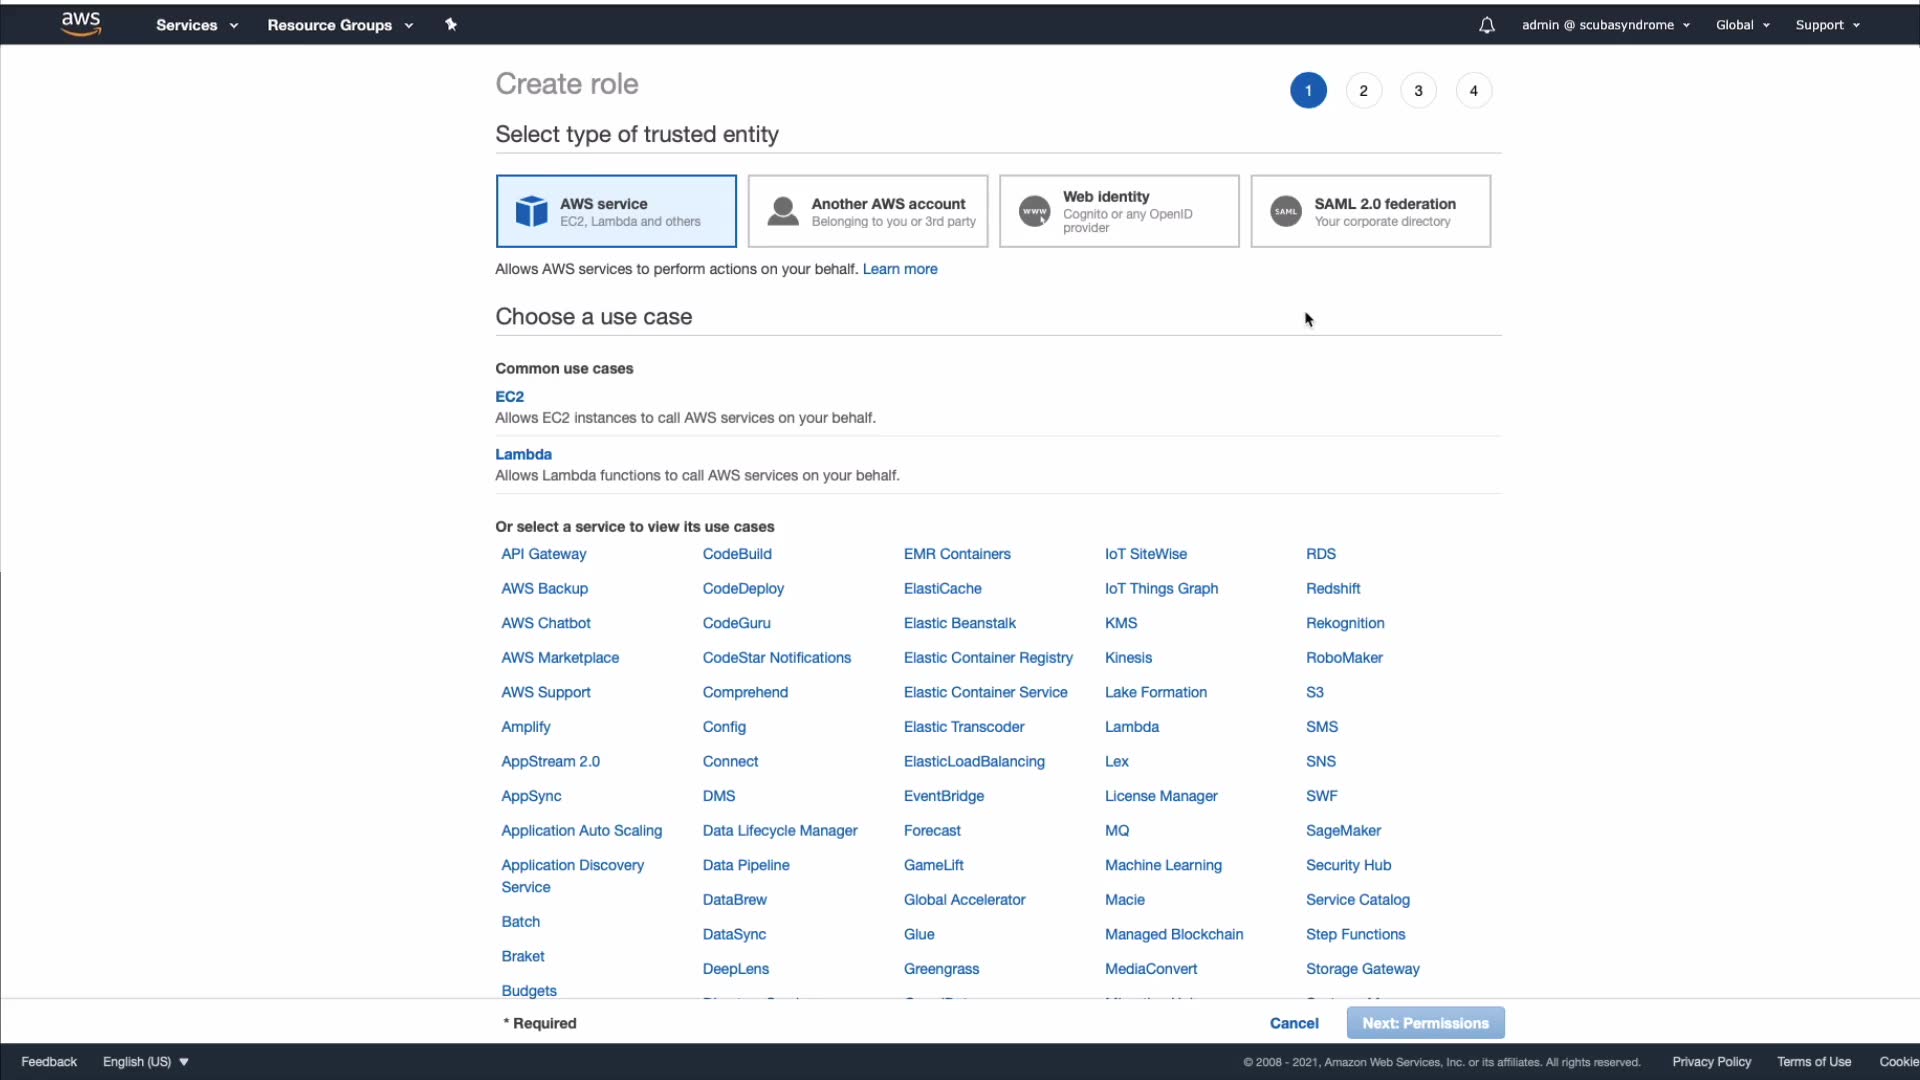 aws Services Resource Groups admin @ scubasyndrome Global Support
Create role
1 2 3 4
Select type of trusted entity
AWS service
EC2, Lambda and others
Another AWS account
Belonging to you or 3rd party
www
Web identity
Cognito or any OpenID
provider
SAML
SAML 2.0 federation
Your corporate directory
Allows AWS services to perform actions on your behalf. Learn more
Choose a use case
Common use cases
EC2
Allows EC2 instances to call AWS services on your behalf.
Lambda
Allows Lambda functions to call AWS services on your behalf.
Or select a service to view its use cases
API Gateway
AWS Backup
AWS Chatbot
AWS Marketplace
AWS Support
Amplify
AppStream 2.0
AppSync
Application Auto Scaling
Application Discovery
Service
Batch
Braket
Budgets
CodeBuild
CodeDeploy
CodeGuru
CodeStar Notifications
Comprehend
Config
Connect
DMS
Data Lifecycle Manager
Data Pipeline
DataBrew
DataSync
DeepLens
EMR Containers
ElastiCache
Elastic Beanstalk
Elastic Container Registry
Elastic Container Service
Elastic Transcoder
ElasticLoadBalancing
EventBridge
Forecast
GameLift
Global Accelerator
Glue
Greengrass
IoT SiteWise
IoT Things Graph
KMS
Kinesis
Lake Formation
Lambda
Lex
License Manager
MQ
Machine Learning
Macie
Managed Blockchain
MediaConvert
RDS
Redshift
Rekognition
RoboMaker
S3
SMS
SNS
SWF
SageMaker
Security Hub
Service Catalog
Step Functions
Storage Gateway
* Required
Cancel
Next: Permissions
Feedback English (US) © 2008 - 2021, Amazon Web Services, Inc. or its affiliates. All rights reserved. Privacy Policy Terms of Use Cookie